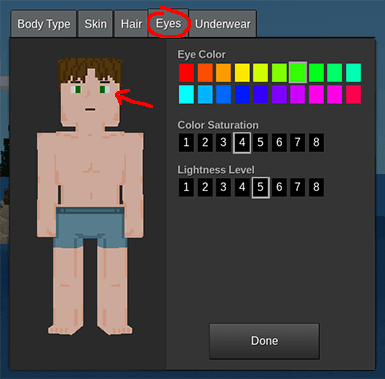 Body Type Skin Hair Eyes Underwear
Eye Color
Color Saturation
1 2 3 4 5 6 7 8
Lightness Level
1 2 3 4 5 6 7 8
Done